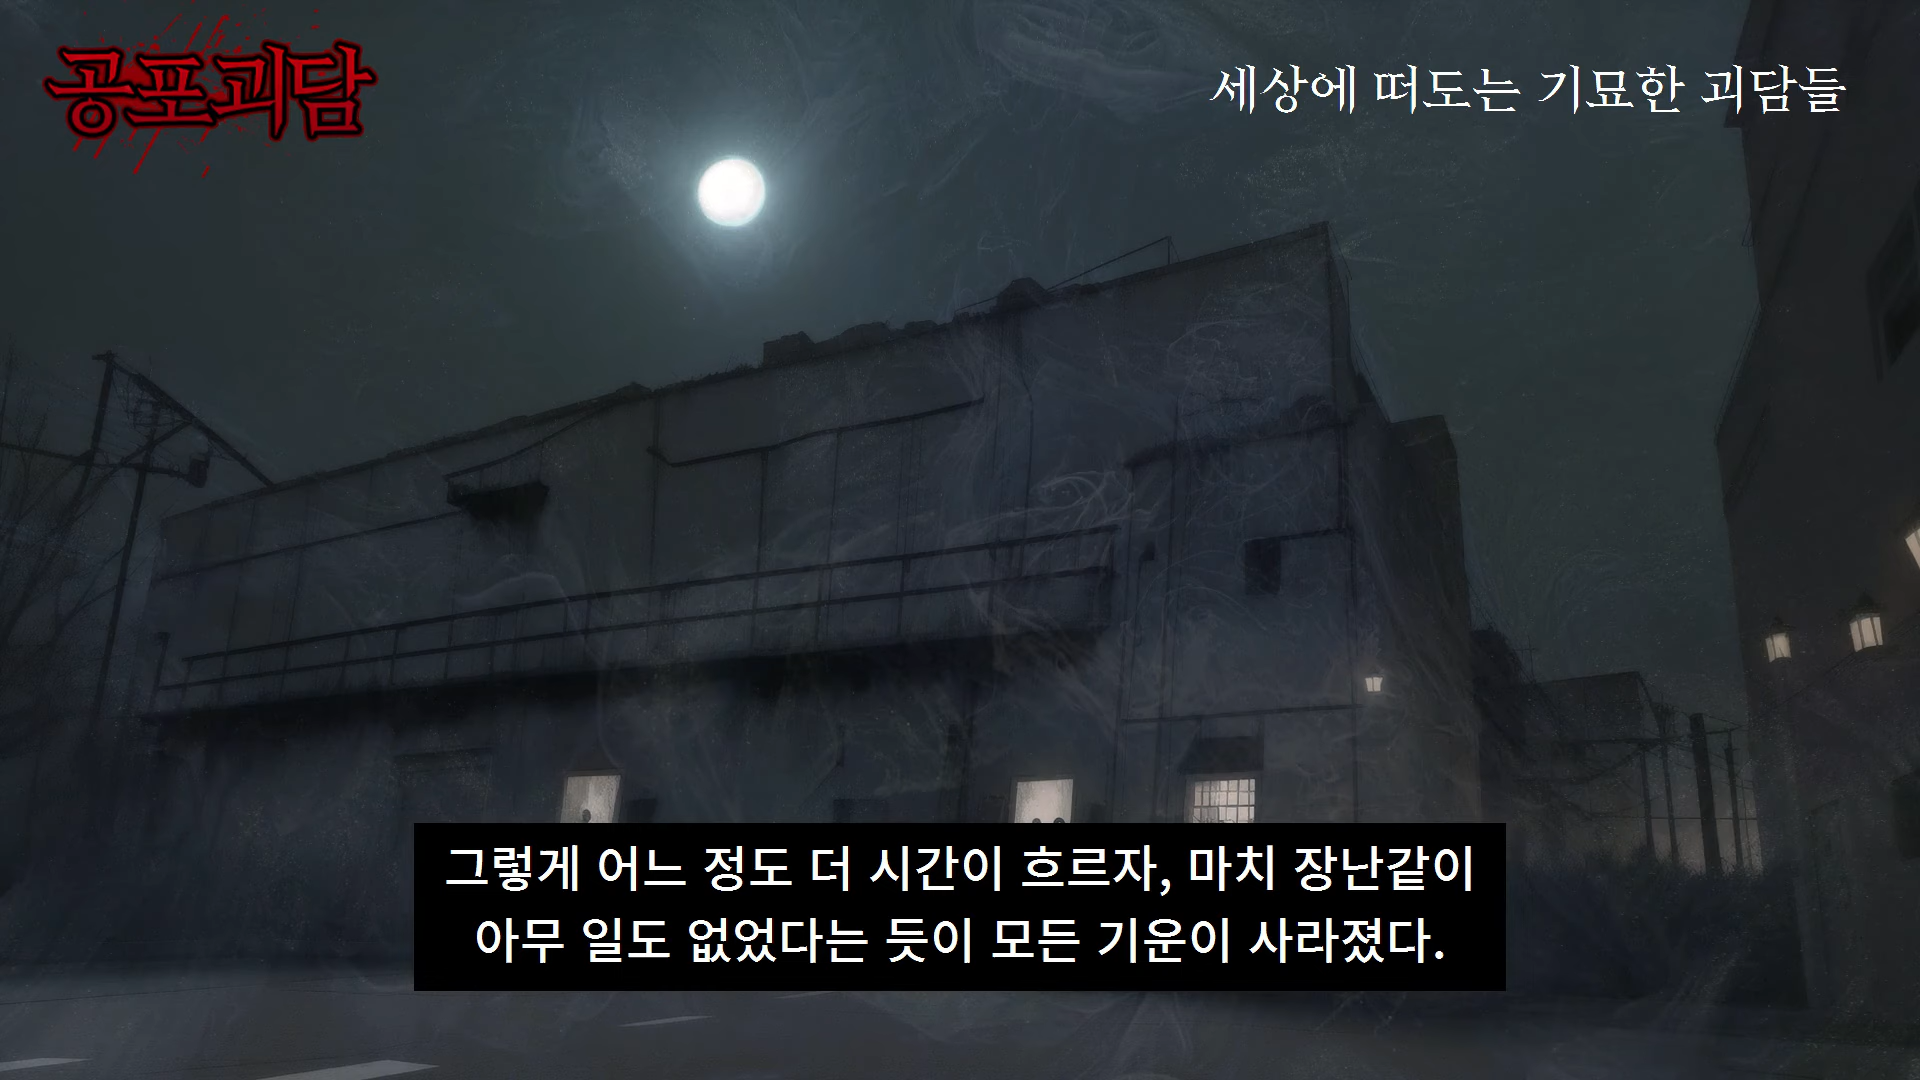 공포괴담
세상에 떠도는 기묘한 괴담들
그렇게 어느 정도 더 시간이 흐르자, 마치 장난같이
아무 일도 없었다는 듯이 모든 기운이 사라졌다.